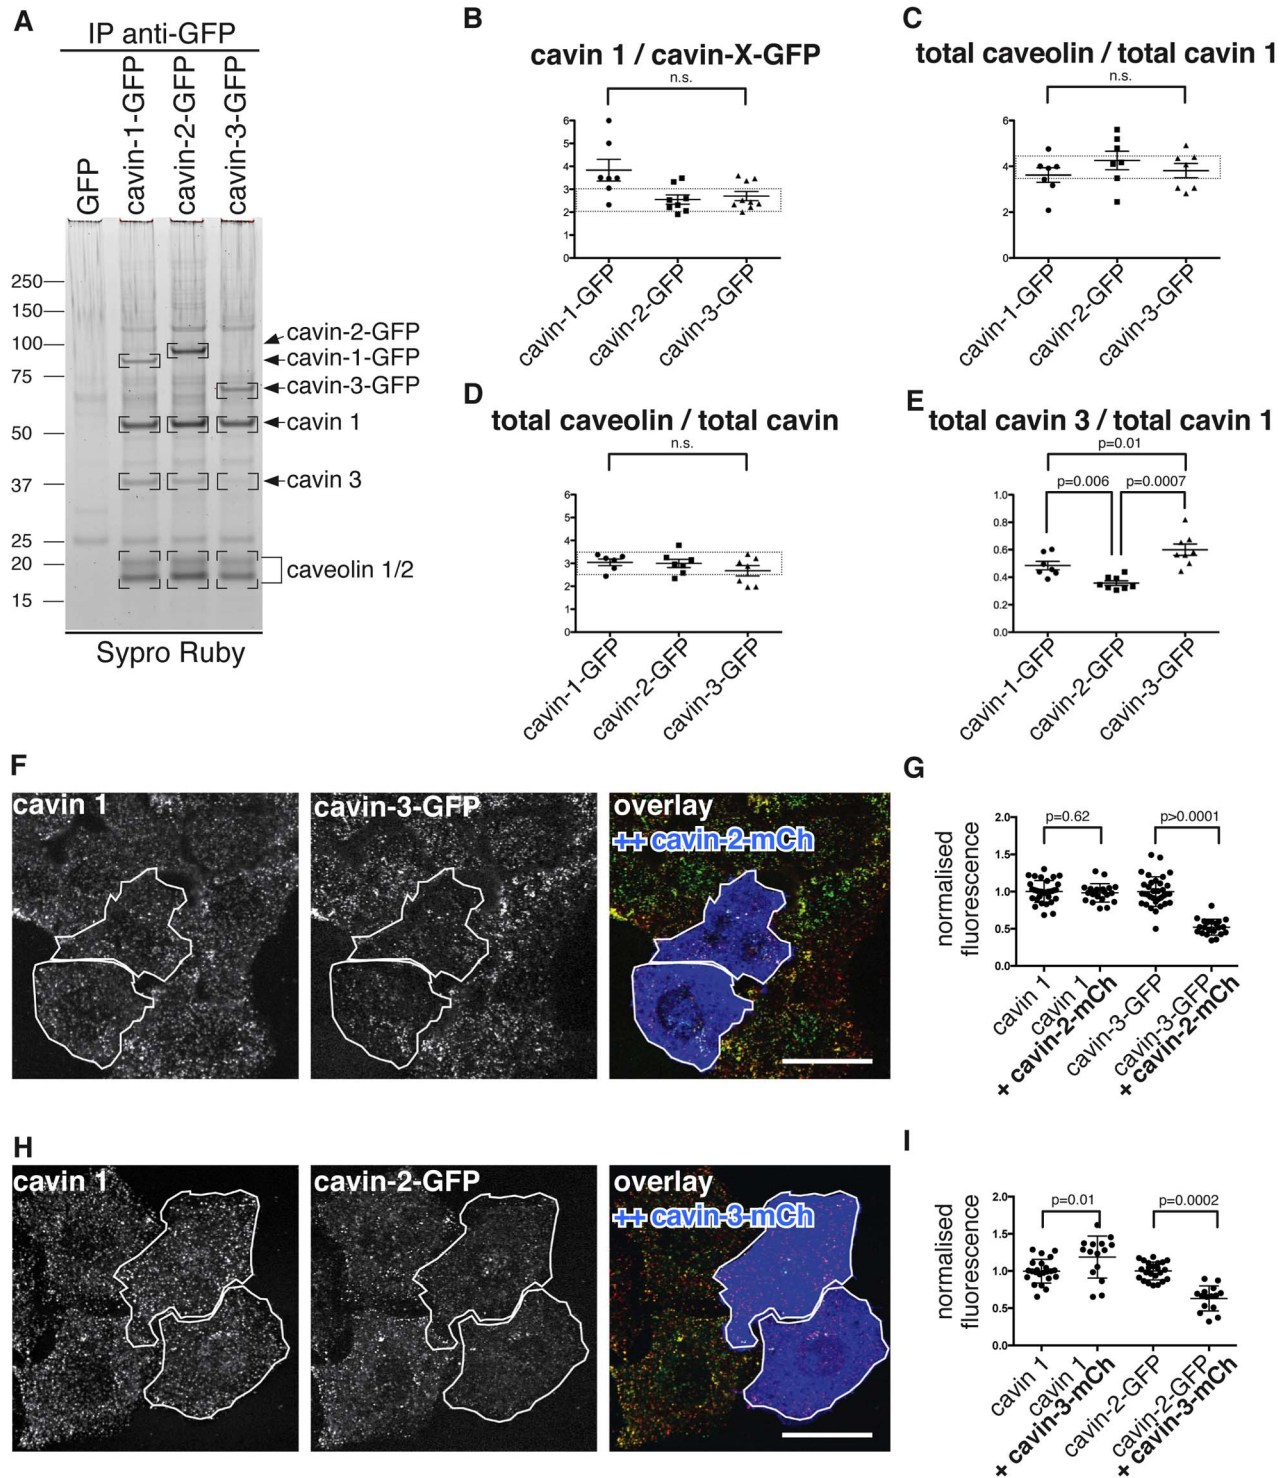 A
IP anti-GFP
GFP
cavin-1-GFP
cavin-2-GFP
cavin-3-GFP
250
150
100
75
50
37
25
20
15
cavin-2-GFP
cavin-1-GFP
cavin-3-GFP
cavin 1
cavin 3
caveolin 1/2
Sypro Ruby
B
cavin 1 / cavin-X-GFP
n.s.
6
5
4
3
2
1
0
cavin-1-GFP
cavin-2-GFP
cavin-3-GFP
C
total caveolin / total cavin 1
n.s.
6
4
2
0
cavin-1-GFP
cavin-2-GFP
cavin-3-GFP
D
total caveolin / total cavin
n.s.
6
5
4
3
2
1
0
cavin-1-GFP
cavin-2-GFP
cavin-3-GFP
E
total cavin 3 / total cavin 1
p=0.01
p=0.006
p=0.0007
1.0
0.8
0.6
0.4
0.2
0.0
cavin-1-GFP
cavin-2-GFP
cavin-3-GFP
F
cavin 1
cavin-3-GFP
overlay
++ cavin-2-mCh
G
normalised
fluorescence
2.0
1.5
1.0
0.5
0.0
p=0.62
p>0.0001
cavin 1
cavin 1
+ cavin-2-mCh
cavin-3-GFP
cavin-3-GFP
+ cavin-2-mCh
H
cavin 1
cavin-2-GFP
overlay
++ cavin-3-mCh
I
normalised
fluorescence
2.0
1.5
1.0
0.5
0.0
p=0.01
p=0.0002
cavin 1
cavin 1
+ cavin-3-mCh
cavin-2-GFP
cavin-2-GFP
+ cavin-3-mCh